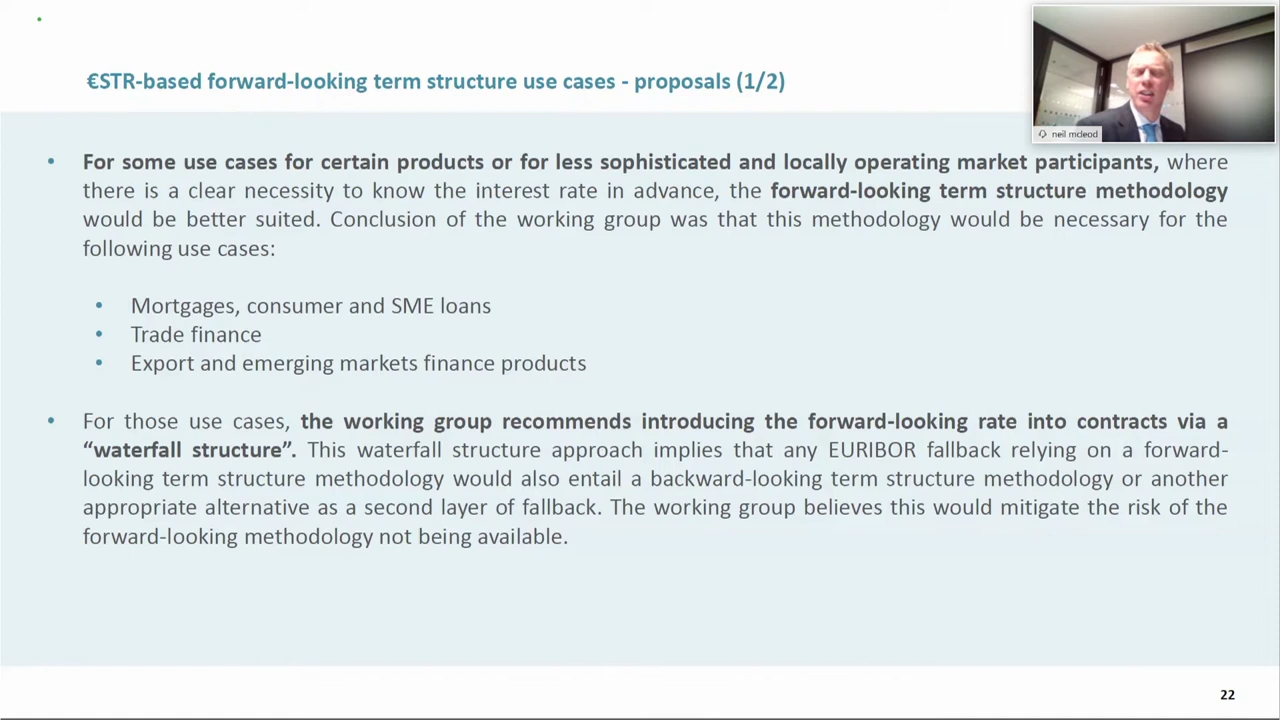 €STR-based forward-looking term structure use cases - proposals (1/2)
neil mcleod
• For some use cases for certain products or for less sophisticated and locally operating market participants, where
there is a clear necessity to know the interest rate in advance, the forward-looking term structure methodology
would be better suited. Conclusion of the working group was that this methodology would be necessary for the
following use cases:
• Mortgages, consumer and SME loans
• Trade finance
• Export and emerging markets finance products
• For those use cases, the working group recommends introducing the forward-looking rate into contracts via a
“waterfall structure”. This waterfall structure approach implies that any EURIBOR fallback relying on a forward-
looking term structure methodology would also entail a backward-looking term structure methodology or another
appropriate alternative as a second layer of fallback. The working group believes this would mitigate the risk of the
forward-looking methodology not being available.
22